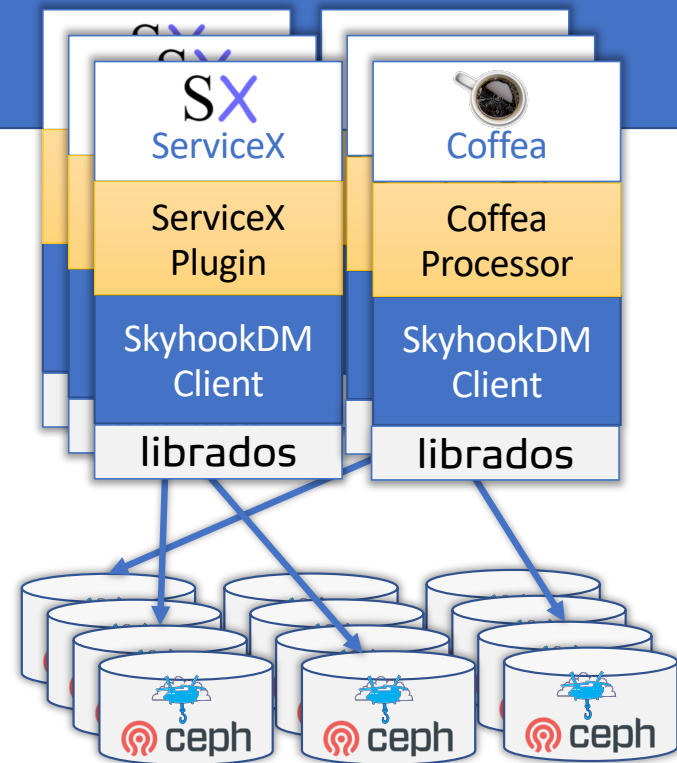 SX
ServiceX
Coffea
ServiceX
Plugin
Coffea
Processor
SkyhookDM
Client
SkyhookDM
Client
librados
librados
ceph
ceph
ceph